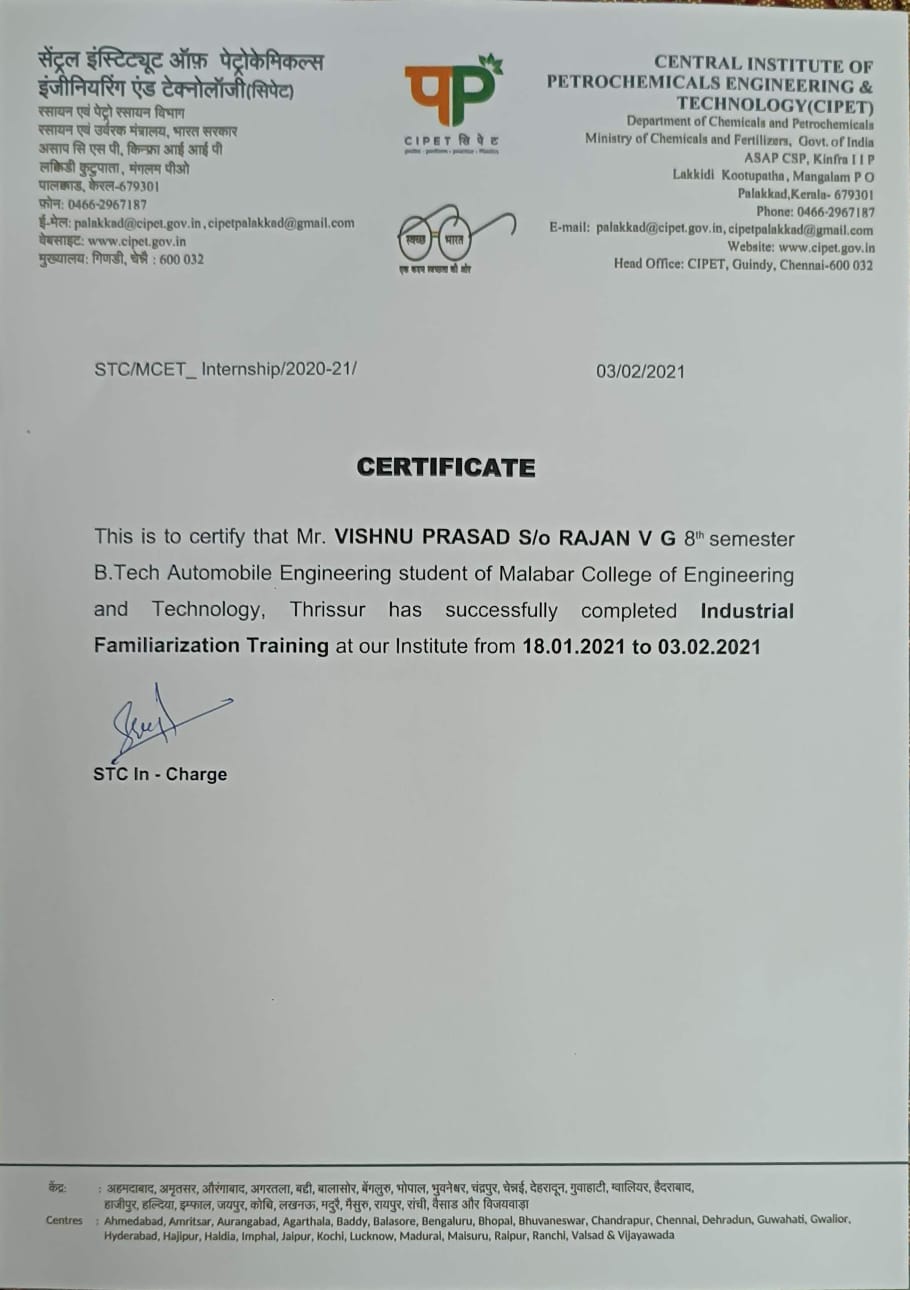 सेंट्रल इंस्टिट्यूट ऑफ़ पेट्रोकेमिकल्स
इंजीनियरिंग एंड टेक्नोलॉजी(सिपेट)
रसायन एवं पेट्रो रसायन विभाग
रसायन एवं उर्वरक मंत्रालय, भारत सरकार
असाप सि एस पी, किन्फ्रा आई आई पी
लक्किडी कुटुपाता, मंगलम पीओ
पालक्काड, केरल-679301
फ़ोन: 0466-2967187
ई-मेल: palakkad@cipet.gov.in,cipetpalakkad@gmail.com
वेबसाइट: www.cipet.gov.in
मुख्यालय: गिणडी, चेन्नै : 600 032
CIPET सि पे ट
स्वच्छ भारत
एक कदम स्वच्छता की ओर
CENTRAL INSTITUTE OF
PETROCHEMICALS ENGINEERING &
TECHNOLOGY(CIPET)
Department of Chemicals and Petrochemicals
Ministry of Chemicals and Fertilizers, Govt. of India
ASAP CSP, Kinfra I I P
Lakkidi Kootupatha, Mangalam P O
Palakkad,Kerala- 679301
Phone: 0466-2967187
E-mail: palakkad@cipet.gov.in, cipetpalakkad@gmail.com
Website: www.cipet.gov.in
Head Office: CIPET, Guindy, Chennai-600 032
STC/MCET_ Internship/2020-21/ 03/02/2021
CERTIFICATE
This is to certify that Mr. VISHNU PRASAD S/o RAJAN V G 8th semester
B.Tech Automobile Engineering student of Malabar College of Engineering
and Technology, Thrissur has successfully completed Industrial
Familiarization Training at our Institute from 18.01.2021 to 03.02.2021
STC In - Charge
केंद्र: : अहमदाबाद, अमृतसर, औरंगाबाद, अगरतला, बद्दी, बालासोर, बेंगलुरु, भोपाल, भुवनेश्वर, चंद्रपुर, चेन्नई, देहरादून, गुवाहाटी, ग्वालियर, हैदराबाद,
हाजीपुर, हल्दिया, इम्फाल, जयपुर, कोचि, लखनऊ, मदुरै, मैसुरु, रायपुर, रांची, वैसाड और विजयवाड़ा
Centres : Ahmedabad, Amritsar, Aurangabad, Agarthala, Baddy, Balasore, Bengaluru, Bhopal, Bhuvaneswar, Chandrapur, Chennai, Dehradun, Guwahati, Gwalior,
Hyderabad, Hajipur, Haldia, Imphal, Jaipur, Kochi, Lucknow, Madurai, Maisuru, Raipur, Ranchi, Valsad & Vijayawada